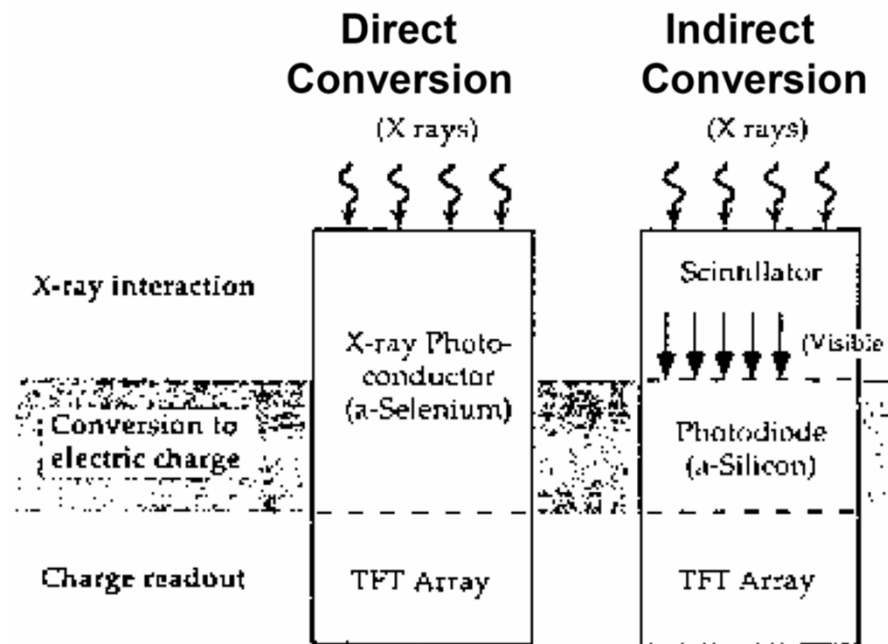 Direct
Conversion
(X rays)
Indirect
Conversion
(X rays)
X-ray interaction
Scintillator
X-ray Photo-
conductor
(a-Selenium)
(Visible
Conversion to
electric charge
Photodiode
(a-Silicon)
Charge readout
TFT Array
TFT Array